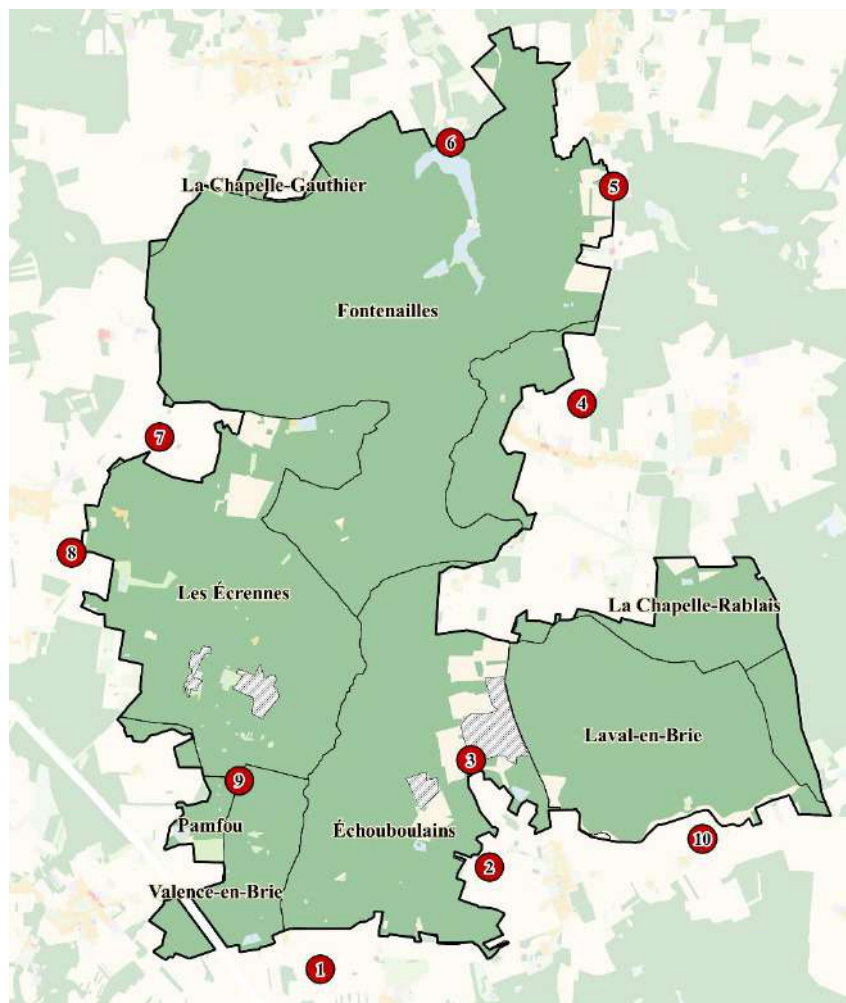 6
5
La Chapelle-Gauthier
Fontenailles
4
7
8
Les Écrennes
La Chapelle-Rablais
Laval-en-Brie
3
9
Pamfou
Échouboulains
10
2
Valence-en-Brie
1